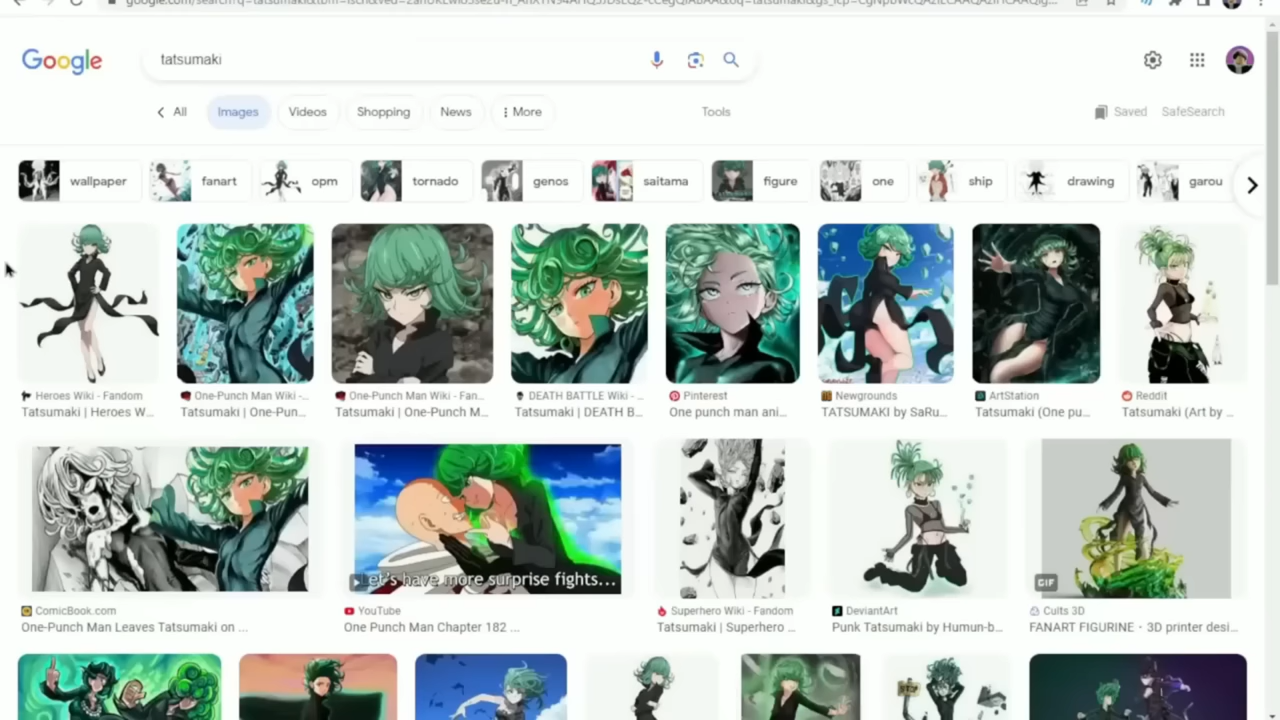 Google
tatsumaki
All
Images
Videos
Shopping
News
More
Tools
Saved
SafeSearch
wallpaper
fanart
opm
tornado
genos
saitama
figure
one
ship
drawing
garou
Heroes Wiki - Fandom
Tatsumaki | Heroes W...
One-Punch Man Wiki -...
Tatsumaki | One-Pun...
One-Punch Man Wiki - Fan...
Tatsumaki | One-Punch M...
DEATH BATTLE Wiki - ...
Tatsumaki | DEATH B...
Pinterest
One punch man ani...
Newgrounds
TATSUMAKI by SaRu...
ArtStation
Tatsumaki (One pu...
Reddit
Tatsumaki (Art by ...
Let's have more surprise fights...
GIF
ComicBook.com
One-Punch Man Leaves Tatsumaki on ...
YouTube
One Punch Man Chapter 182 ...
Superhero Wiki - Fandom
Tatsumaki | Superhero ...
DeviantArt
Punk Tatsumaki by Humun-b...
Cults 3D
FANART FIGURINE・3D printer desi...